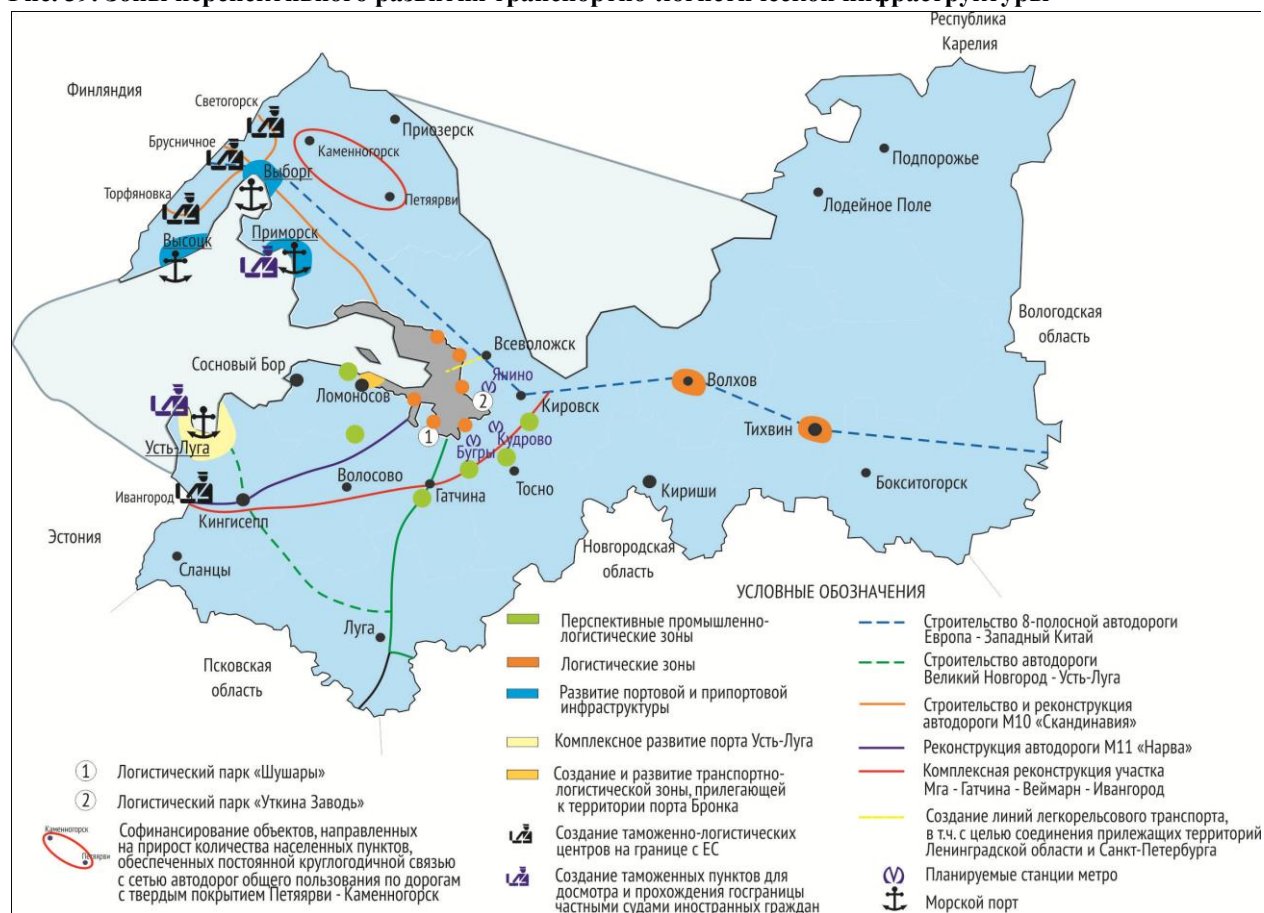 Рис. 39. Зоны перспективного развития транспортно-логистической инфраструктуры
Республика
Карелия
Финляндия
Светогорск
Приозерск
Брусничное
Каменногорск
Подпорожье
Выборг
Торфяновка
Петяярви
Лодейное Поле
Высоцк
Приморск
Вологодская
область
Всеволожск
Сосновый Бор
Янино
Волхов
Ломоносов
2
Кировск
Тихвин
1
Кудрово
Усть-Луга
Бугры
Волосово
Тосно
Бокситогорск
Ивангород
Гатчина
Кириши
Кингисепп
Эстония
Новгородская
область
Сланцы
Луга
Псковская
область
УСЛОВНЫЕ ОБОЗНАЧЕНИЯ
Перспективные промышленно-
логистические зоны
Логистические зоны
Развитие портовой и припортовой
инфраструктуры
Комплексное развитие порта Усть-Луга
Создание и развитие транспортно-
логистической зоны, прилегающей
к территории порта Бронка
Создание таможенно-логистических
центров на границе с ЕС
Создание таможенных пунктов для
досмотра и прохождения госграницы
частными судами иностранных граждан
Строительство 8-полосной автодороги
Европа - Западный Китай
Строительство автодороги
Великий Новгород - Усть-Луга
Строительство и реконструкция
автодороги М10 «Скандинавия»
Реконструкция автодороги М11 «Нарва»
Комплексная реконструкция участка
Мга - Гатчина - Веймарн - Ивангород
Создание линий легкорельсового транспорта,
в т.ч. с целью соединения прилежащих территорий
Ленинградской области и Санкт-Петербурга
Планируемые станции метро
Морской порт
1 Логистический парк «Шушары»
2 Логистический парк «Уткина Заводь»
Каменногорск
Петяярви
Софинансирование объектов, направленных
на прирост количества населенных пунктов,
обеспеченных постоянной круглогодичной связью
с сетью автодорог общего пользования по дорогам
с твердым покрытием Петяярви - Каменногорск